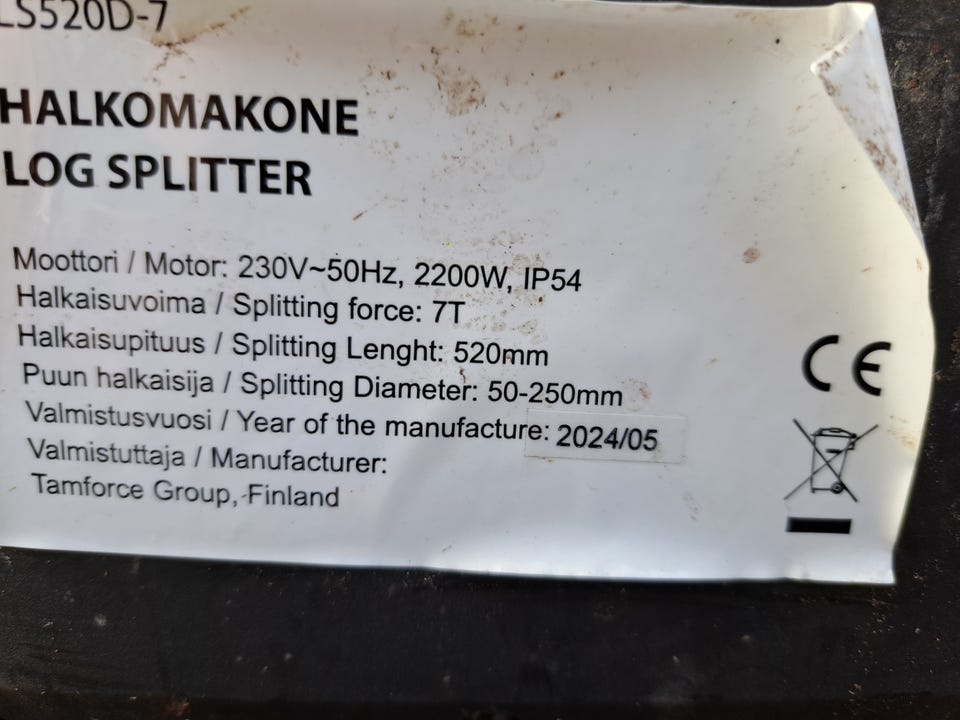 LS520D-7
HALKOMAKONE
LOG SPLITTER
Moottori / Motor: 230V~50Hz, 2200W, IP54
Halkaisuvoima / Splitting force: 7T
Halkaisupituus / Splitting Lenght: 520mm
Puun halkaisija / Splitting Diameter: 50-250mm
Valmistusvuosi / Year of the manufacture: 2024/05
Valmistuttaja / Manufacturer:
Tamforce Group, Finland
CE